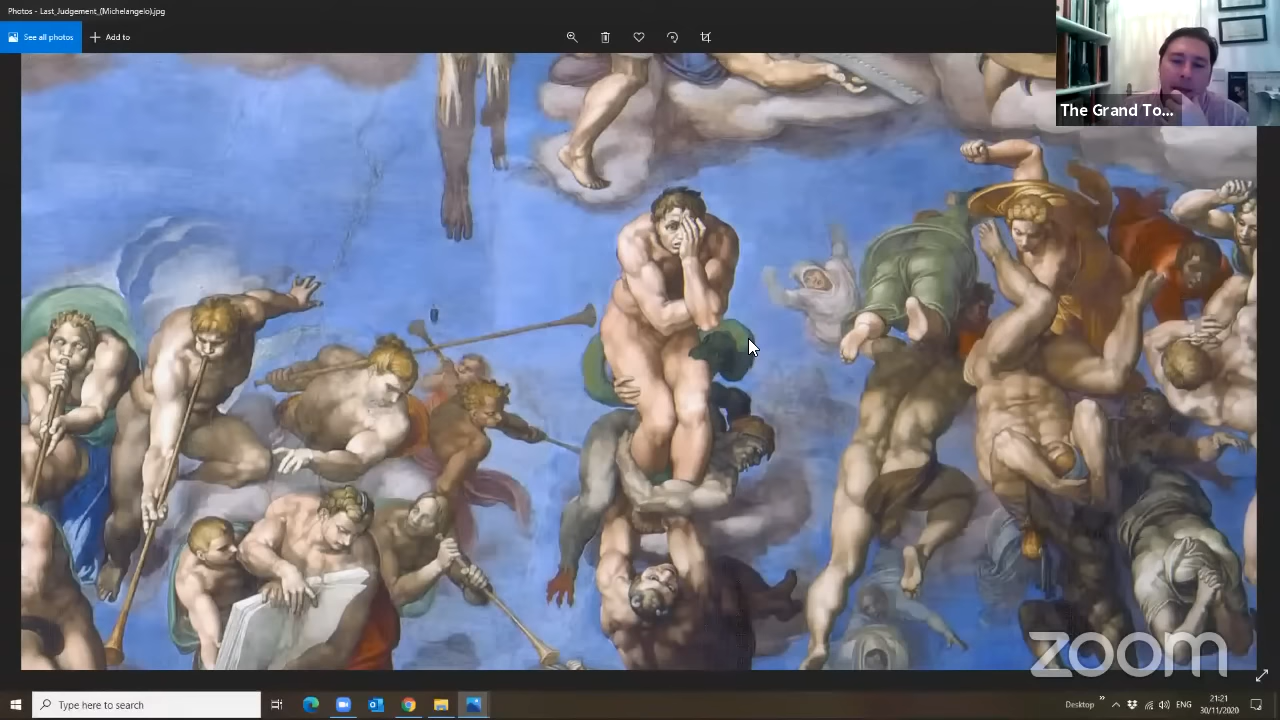 Photos - Last_Judgement_(Michelangelo).jpg
See all photos
Add to
The Grand To...
zoom
Type here to search
Desktop
ENG
21:21
30/11/2020